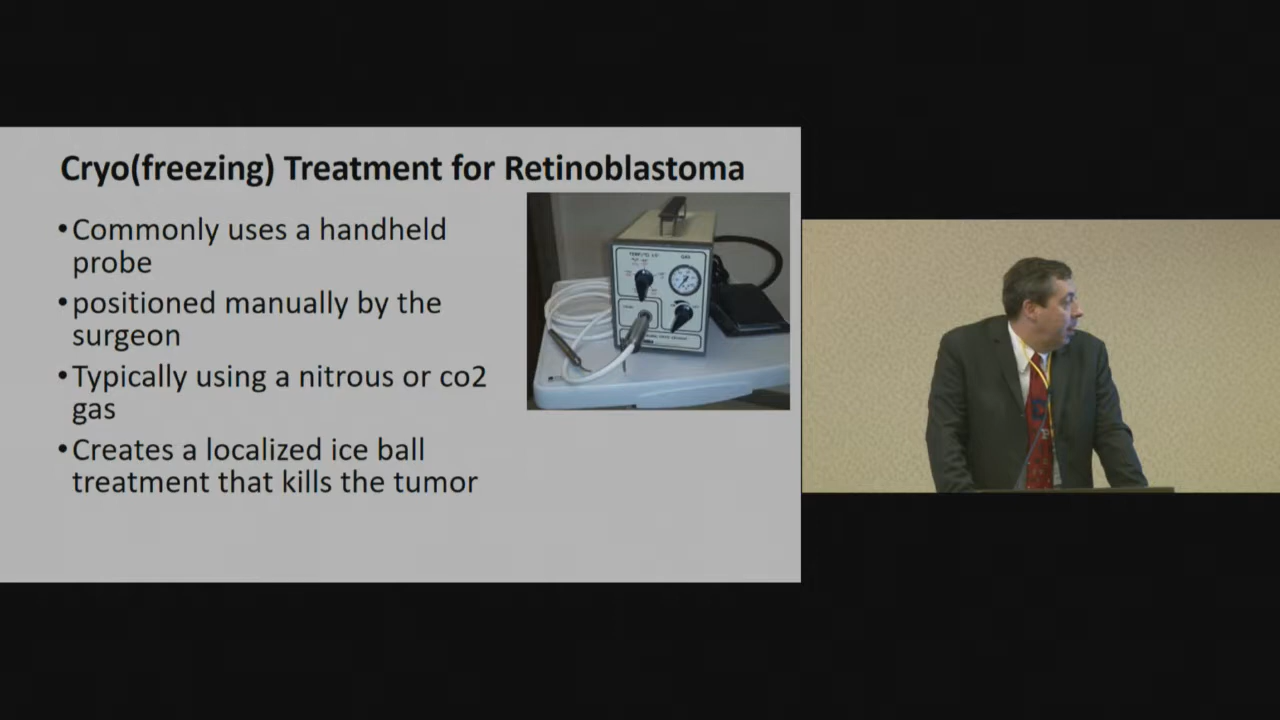 Cryo(freezing) Treatment for Retinoblastoma
•Commonly uses a handheld
probe
•positioned manually by the
surgeon
•Typically using a nitrous or co2
gas
•Creates a localized ice ball
treatment that kills the tumor
GAS